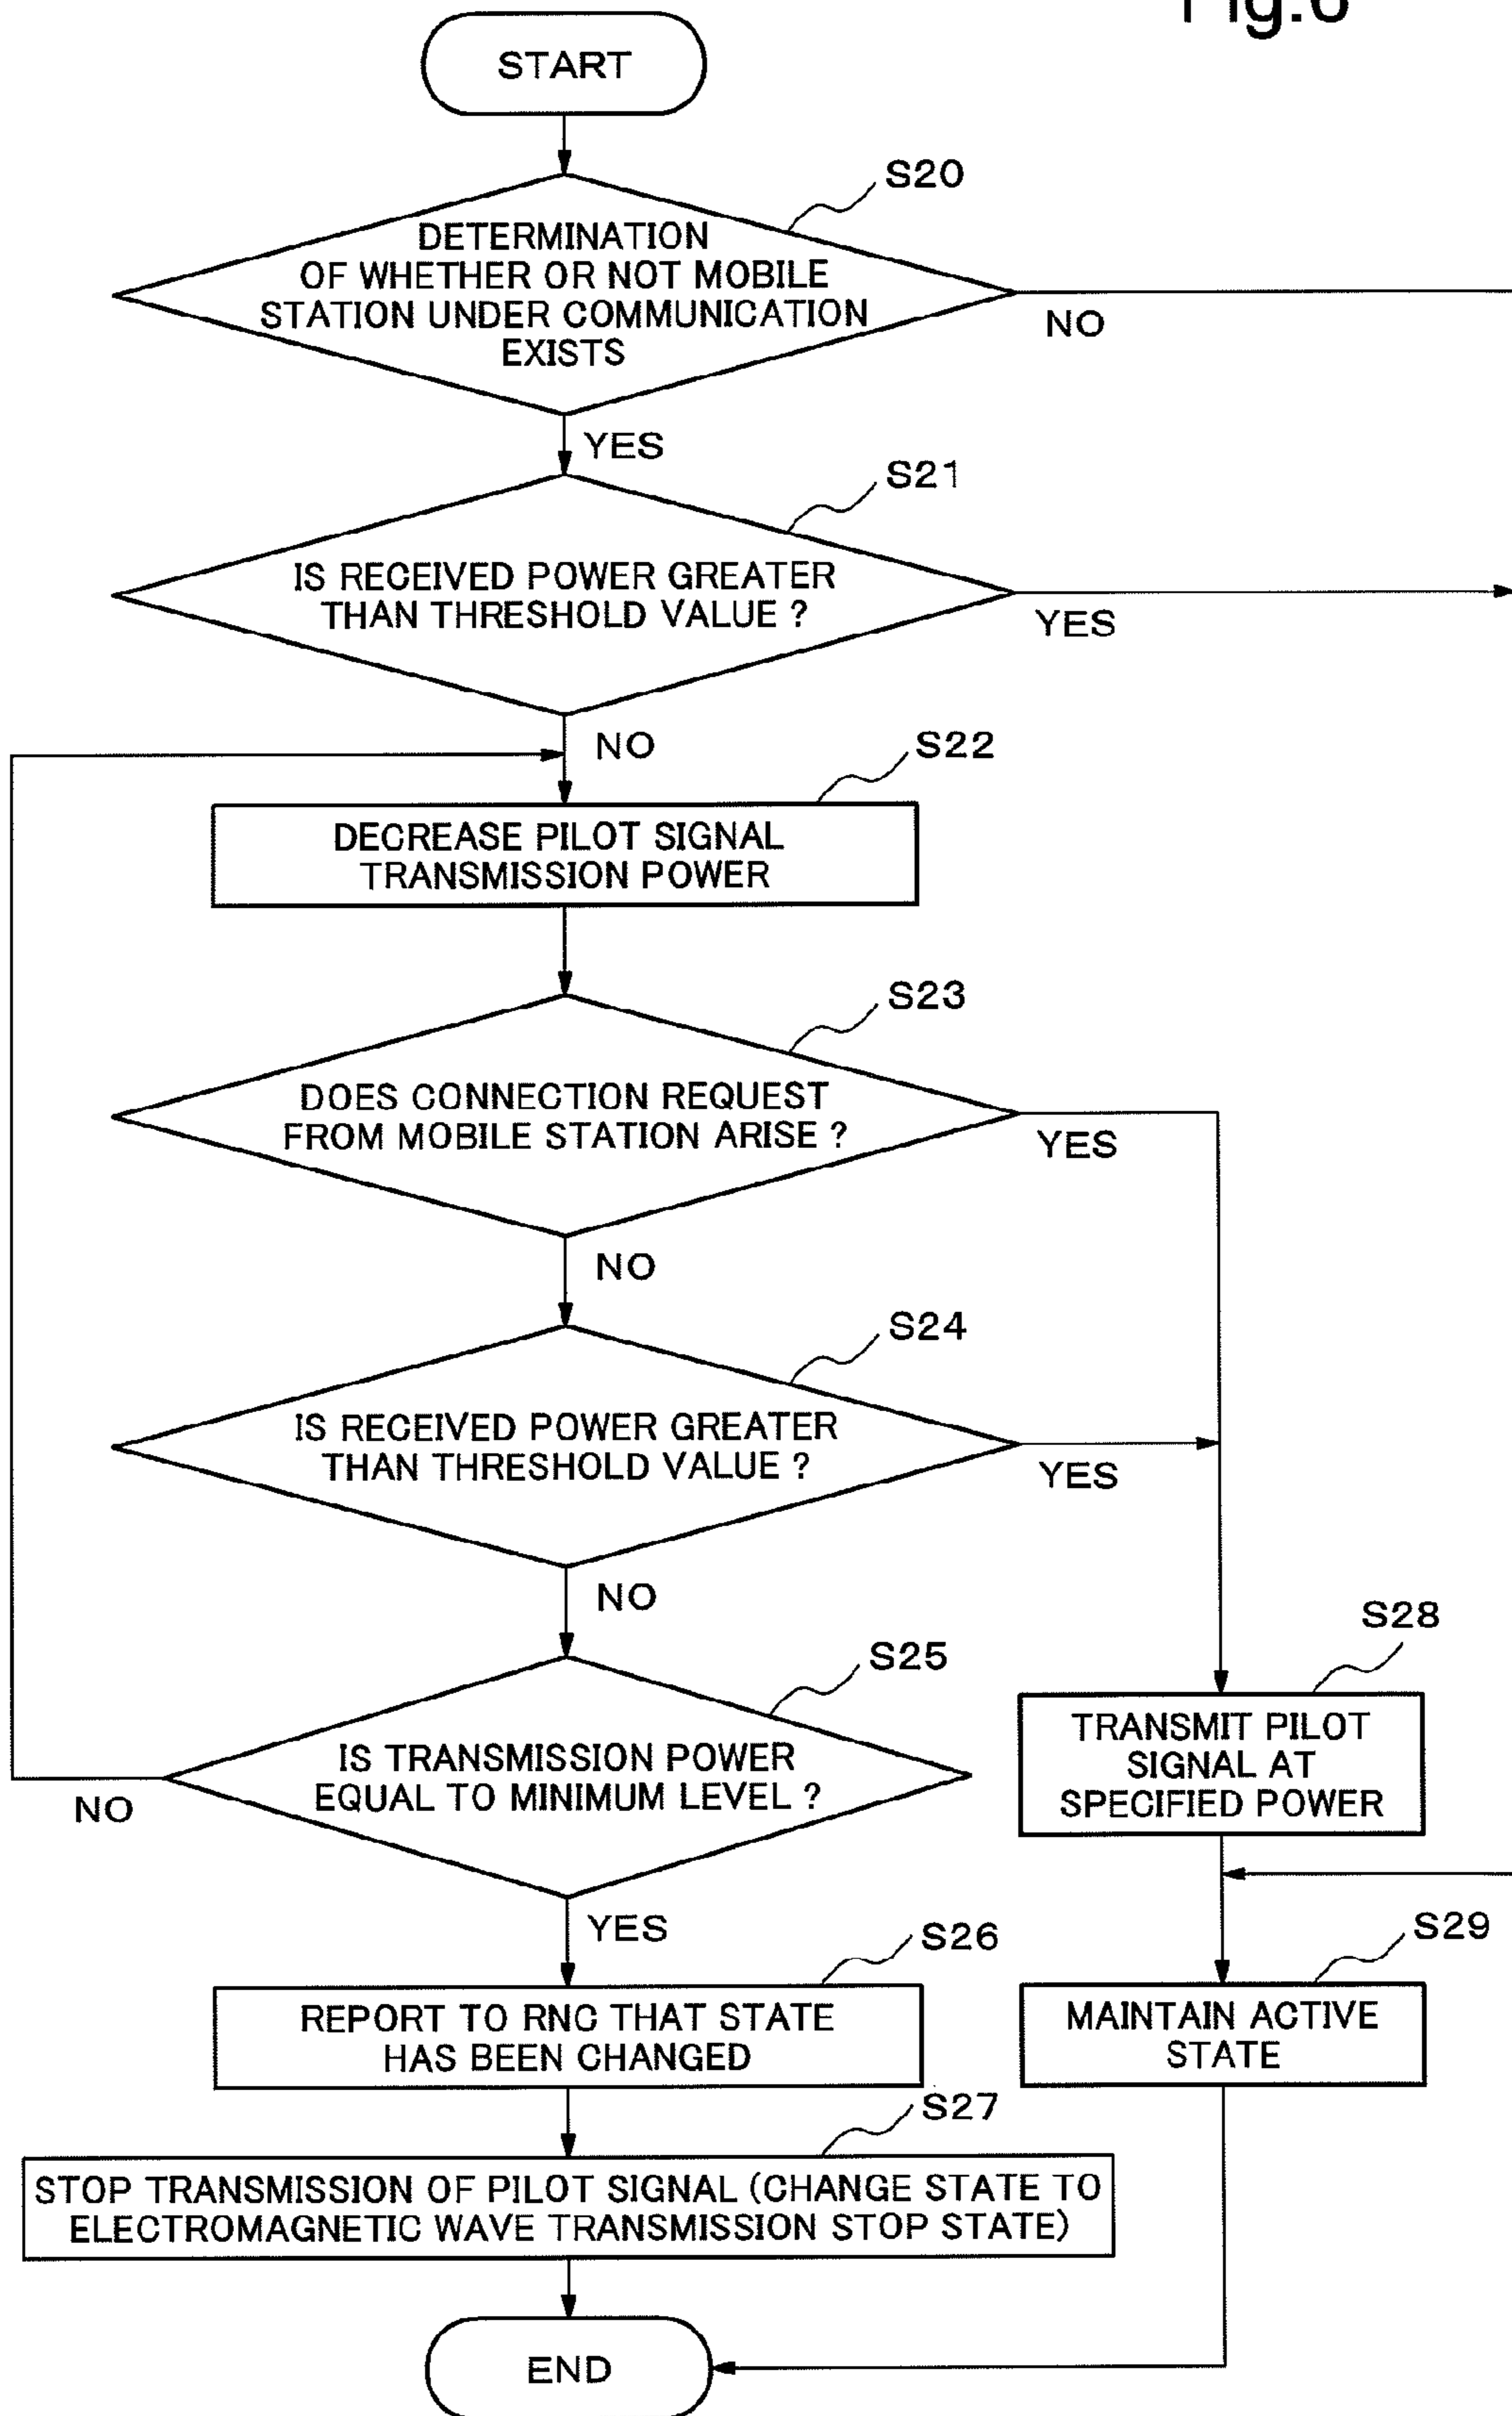 Fig.6
START
S20
DETERMINATION
OF WHETHER OR NOT MOBILE
STATION UNDER COMMUNICATION
EXISTS
NO
YES
S21
IS RECEIVED POWER GREATER
THAN THRESHOLD VALUE ?
YES
NO
S22
DECREASE PILOT SIGNAL
TRANSMISSION POWER
S23
DOES CONNECTION REQUEST
FROM MOBILE STATION ARISE ?
YES
NO
S24
IS RECEIVED POWER GREATER
THAN THRESHOLD VALUE ?
YES
NO
S25
IS TRANSMISSION POWER
EQUAL TO MINIMUM LEVEL ?
NO
YES
S28
TRANSMIT PILOT
SIGNAL AT
SPECIFIED POWER
S26
REPORT TO RNC THAT STATE
HAS BEEN CHANGED
S29
MAINTAIN ACTIVE
STATE
S27
STOP TRANSMISSION OF PILOT SIGNAL (CHANGE STATE TO
ELECTROMAGNETIC WAVE TRANSMISSION STOP STATE)
END